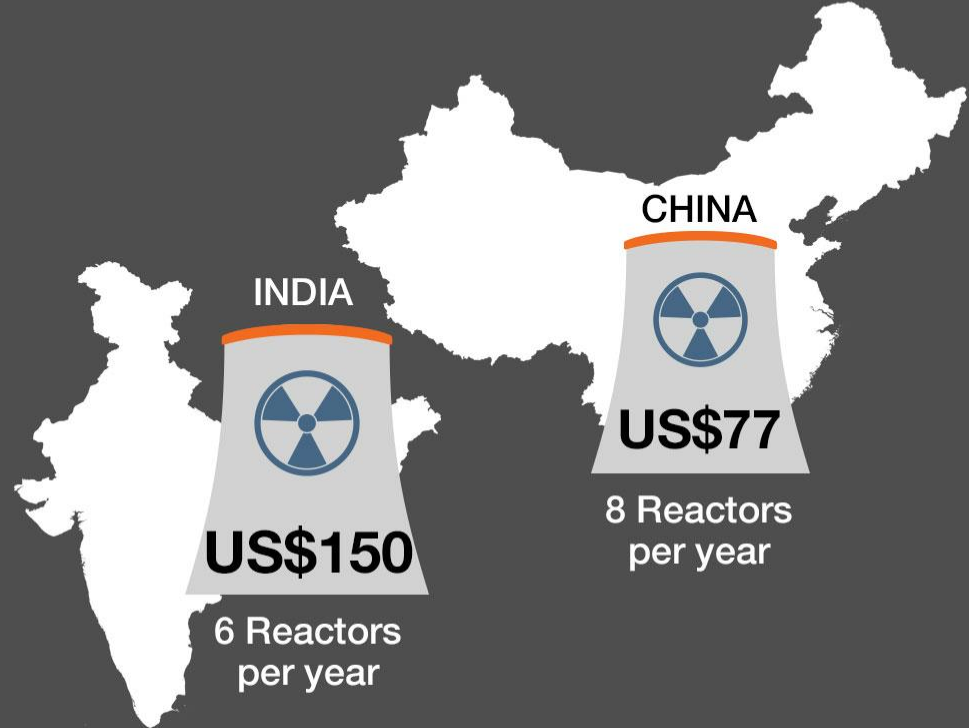 INDIA
US$150
6 Reactors
per year
CHINA
US$77
8 Reactors
per year